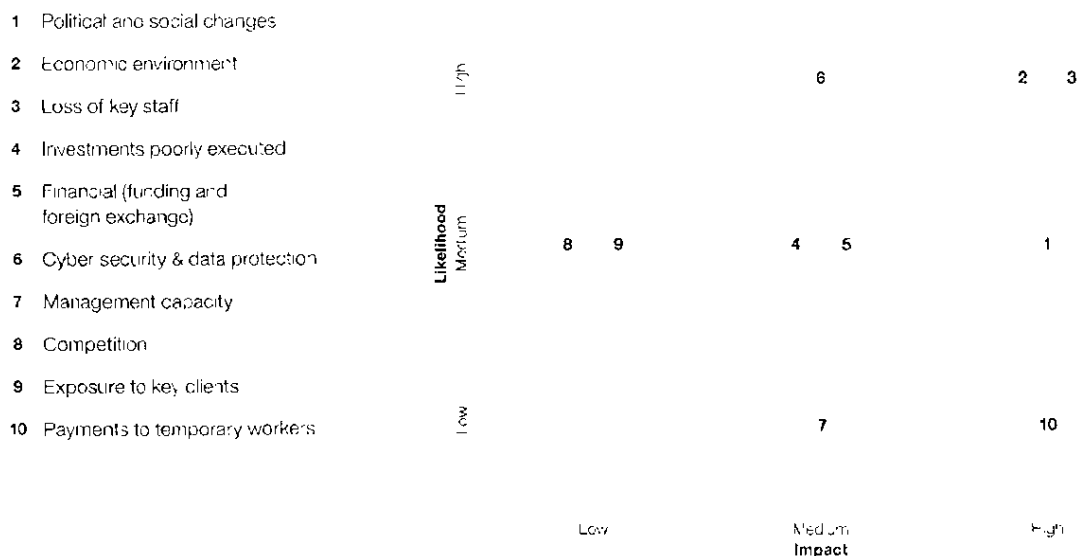 1 Political and social changes
2 Economic environment
3 Loss of key staff
4 Investments poorly executed
5 Financial (funding and
foreign exchange)
6 Cyber security & data protection
7 Management capacity
8 Competition
9 Exposure to key clients
10 Payments to temporary workers
Likelihood
High
6 2 3
Medium
8 9 4 5 1
Low
7 10
Low Medium High
Impact